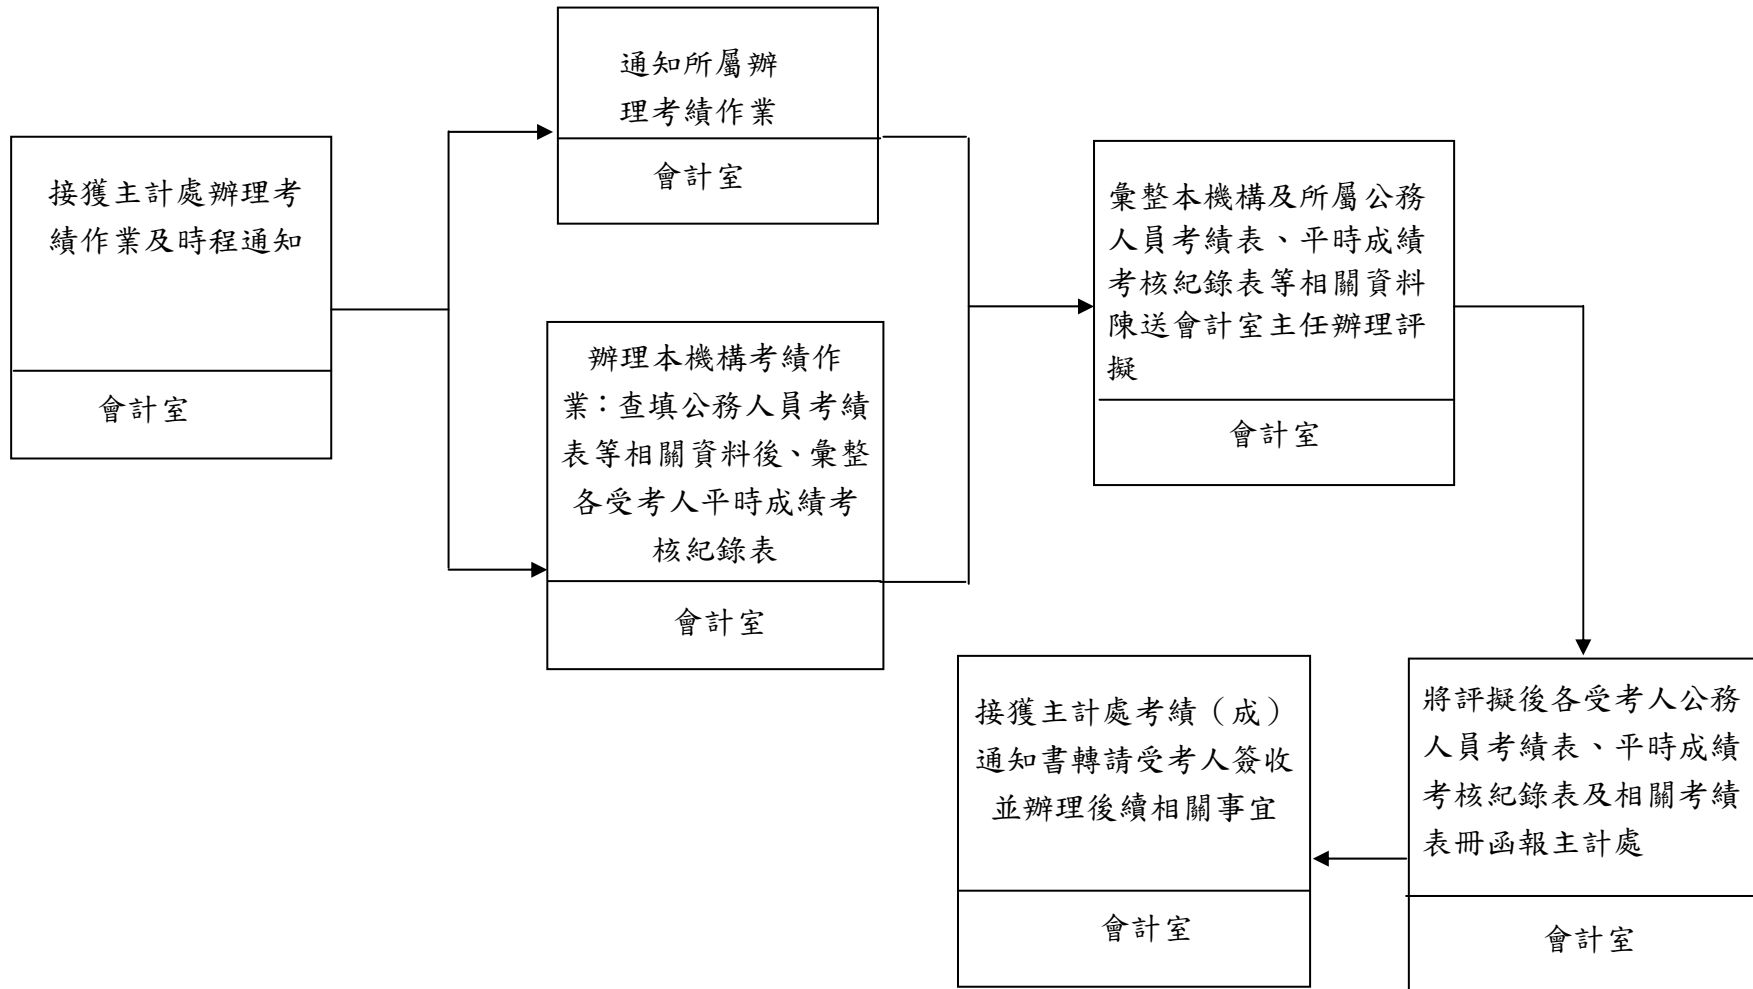 接獲主計處辦理考
績作業及時程通知
會計室
通知所屬辦
理考績作業
會計室
辦理本機構考績作
業：查填公務人員考績
表等相關資料後、彙整
各受考人平時成績考
核紀錄表
會計室
彙整本機構及所屬公務
人員考績表、平時成績
考核紀錄表等相關資料
陳送會計室主任辦理評
擬
會計室
將評擬後各受考人公務
人員考績表、平時成績
考核紀錄表及相關考績
表冊函報主計處
會計室
接獲主計處考績（成）
通知書轉請受考人簽收
並辦理後續相關事宜
會計室